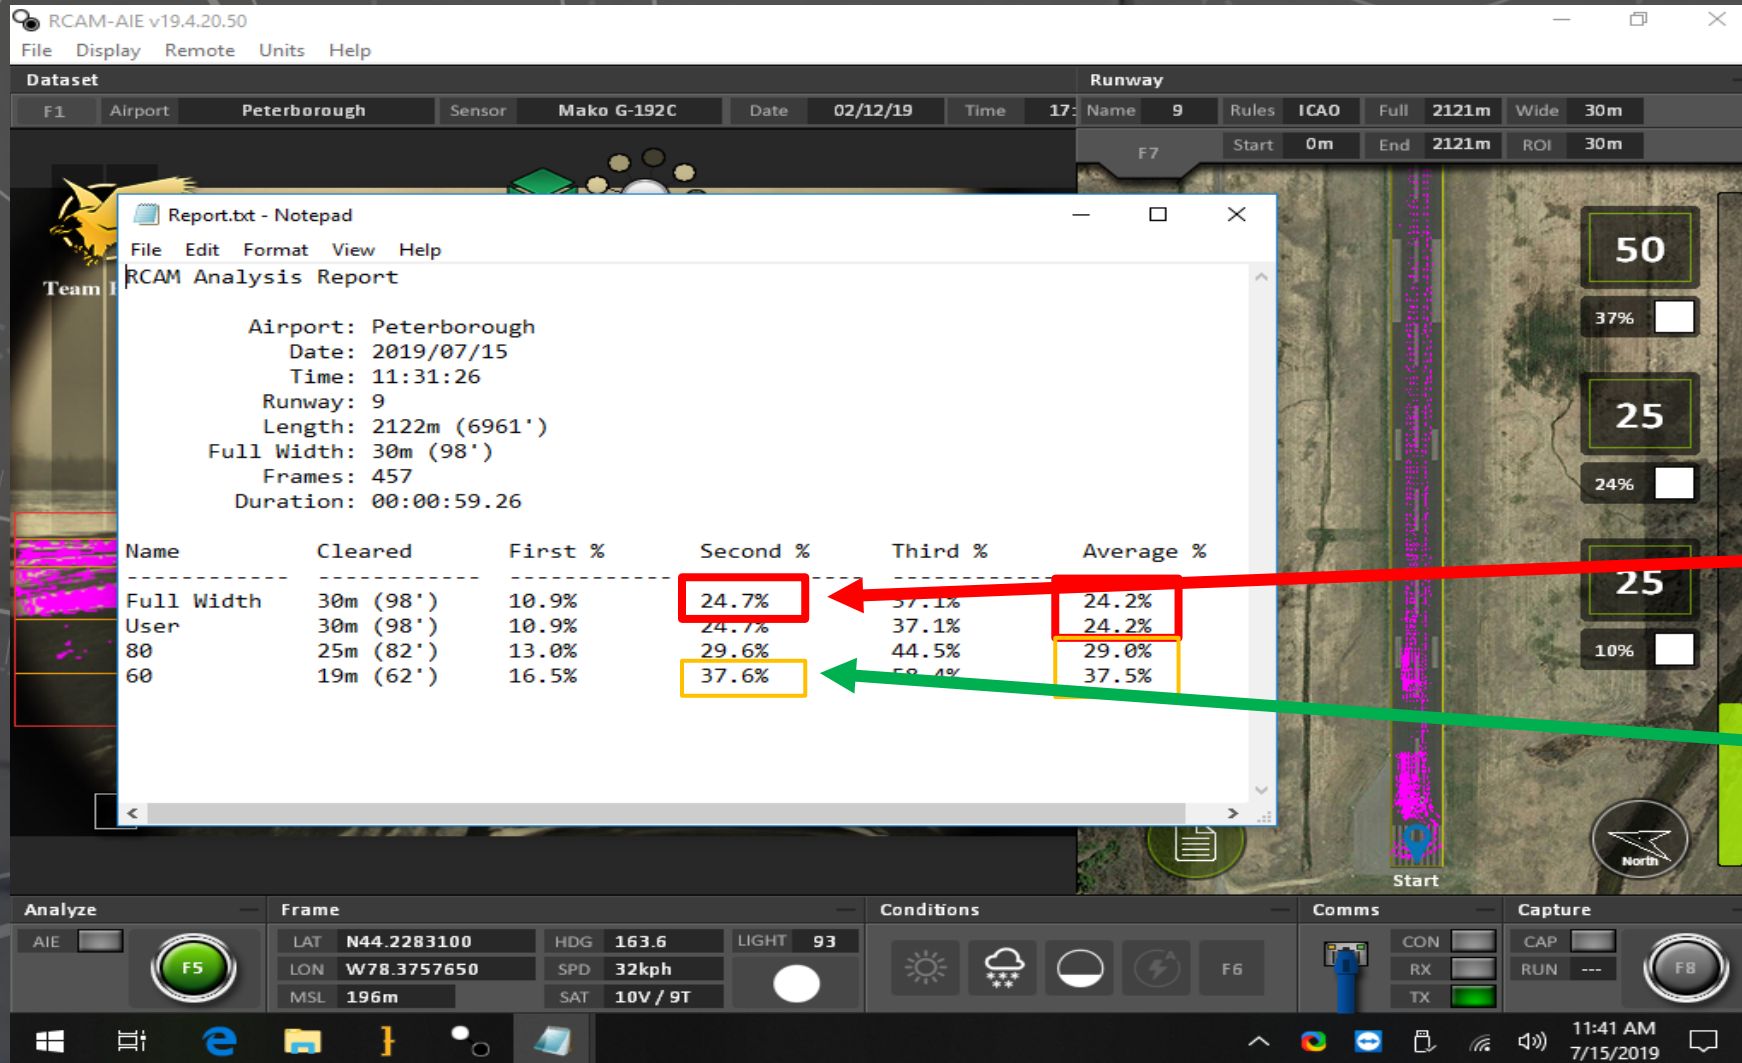 RCAM-AIE v19.4.20.50
File Display Remote Units Help
Dataset
F1 Airport Peterborough Sensor Mako G-192C Date 02/12/19 Time 17:
Runway
Name 9 Rules ICAO Full 2121m Wide 30m
F7 Start 0m End 2121m ROI 30m
Team
Report.txt - Notepad
File Edit Format View Help
RCAM Analysis Report
Airport: Peterborough
Date: 2019/07/15
Time: 11:31:26
Runway: 9
Length: 2122m (6961')
Full Width: 30m (98')
Frames: 457
Duration: 00:00:59.26
Name Cleared First % Second % Third % Average %
------------ ------------ ------------ ------------ ------------ ------------
Full Width 30m (98') 10.9% 24.7% 37.1% 24.2%
User 30m (98') 10.9% 24.7% 37.1% 24.2%
80 25m (82') 13.0% 29.6% 44.5% 29.0%
60 19m (62') 16.5% 37.6% 58.4% 37.5%
50
37%
25
24%
25
10%
North
Start
Analyze
AIE
F5
Frame
LAT N44.2283100 HDG 163.6 LIGHT 93
LON W78.3757650 SPD 32kph
MSL 196m SAT 10V / 9T
Conditions
F6
Comms
CON
RX
TX
Capture
CAP
RUN ---
F8
11:41 AM
7/15/2019